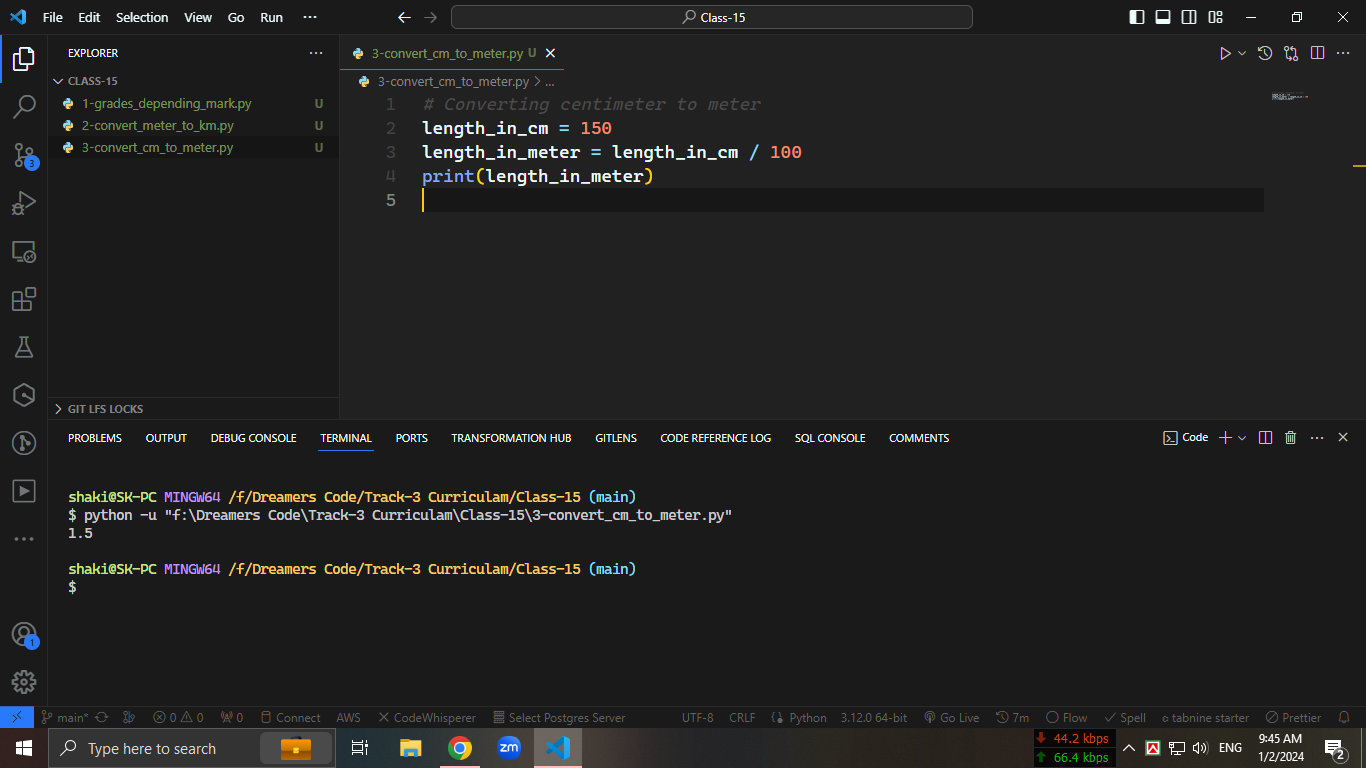 File Edit Selection View Go Run ···
Class-15
EXPLORER ···
CLASS-15
1-grades_depending_mark.py U
2-convert_meter_to_km.py U
3-convert_cm_to_meter.py U
GIT LFS LOCKS
3
1
3-convert_cm_to_meter.py U
3-convert_cm_to_meter.py > ...
1 # Converting centimeter to meter
2 length_in_cm = 150
3 length_in_meter = length_in_cm / 100
4 print(length_in_meter)
5
PROBLEMS OUTPUT DEBUG CONSOLE TERMINAL PORTS TRANSFORMATION HUB GITLENS CODE REFERENCE LOG SQL CONSOLE COMMENTS Code
shaki@SK-PC MINGW64 /f/Dreamers Code/Track-3 Curriculam/Class-15 (main)
$ python -u "f:\Dreamers Code\Track-3 Curriculam\Class-15\3-convert_cm_to_meter.py"
1.5
shaki@SK-PC MINGW64 /f/Dreamers Code/Track-3 Curriculam/Class-15 (main)
$
main* 0 0 0 Connect AWS CodeWhisperer Select Postgres Server UTF-8 CRLF Python 3.12.0 64-bit Go Live 7m Flow Spell tabnine starter Prettier
Type here to search
zm
44.2 kbps
66.4 kbps
ENG
9:45 AM
1/2/2024
2